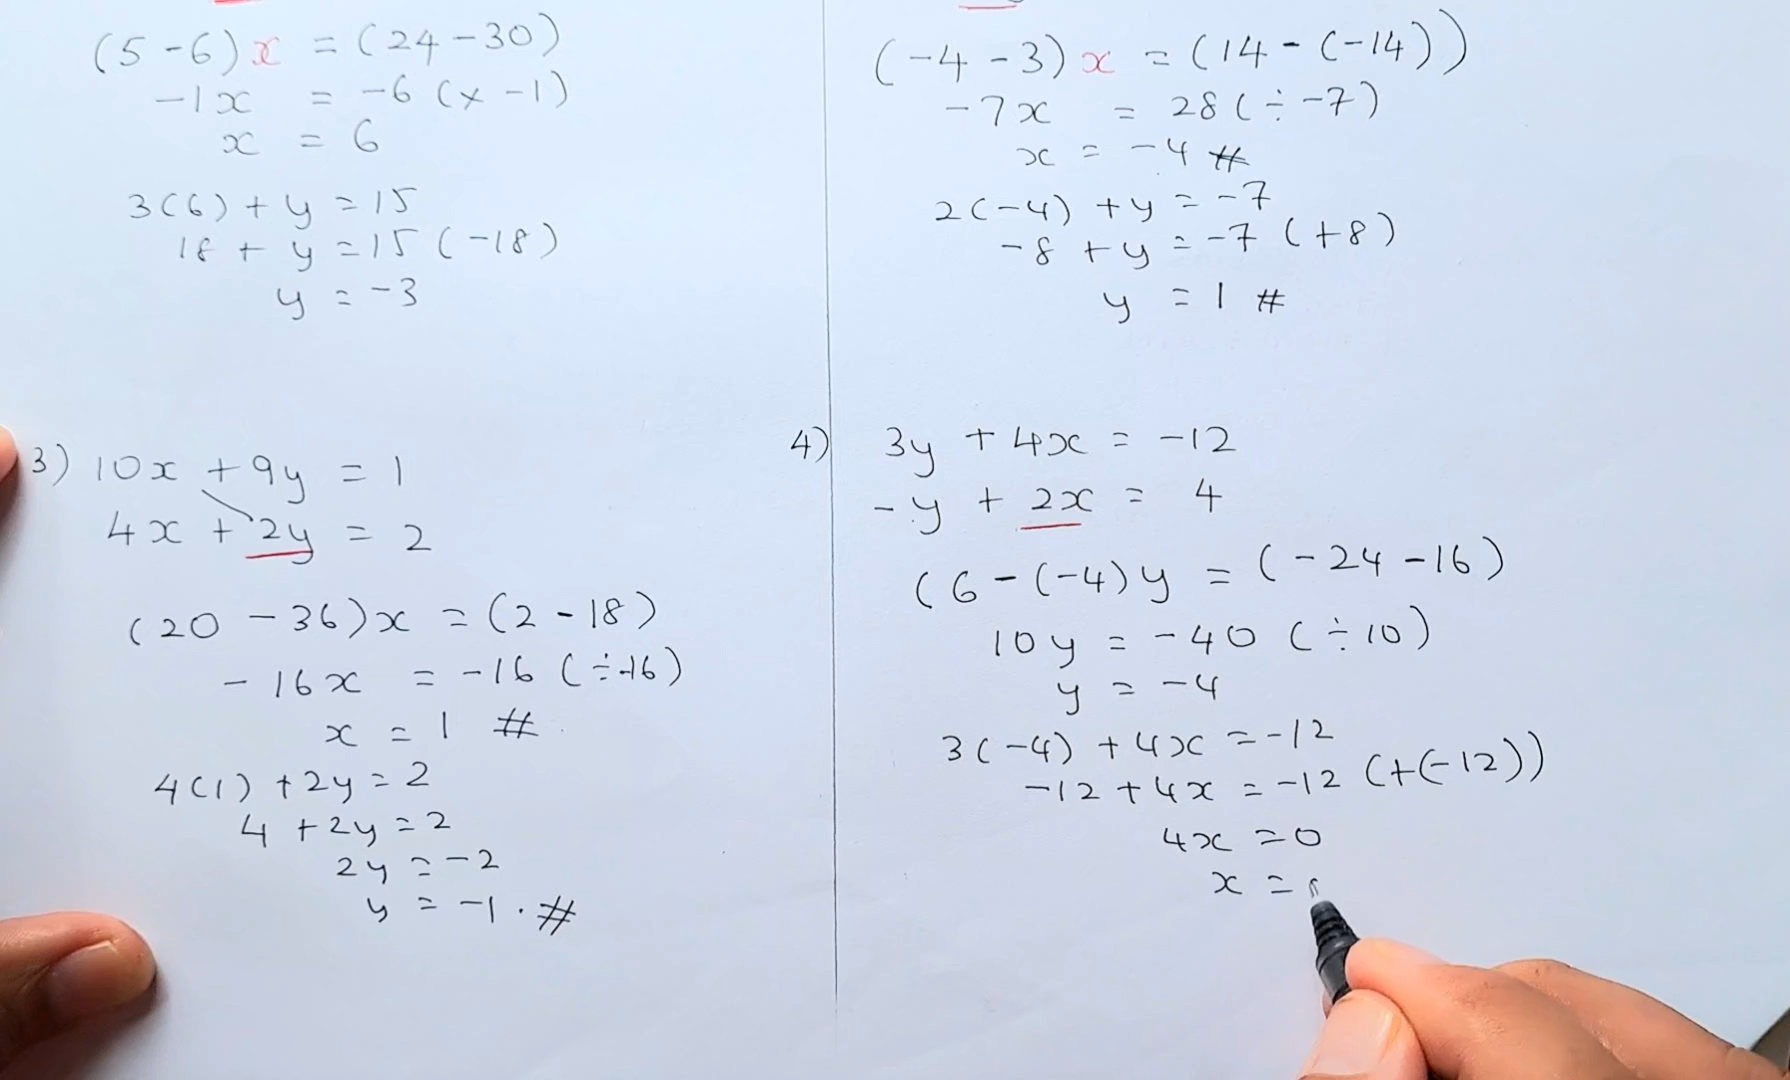 (5-6)x = (24-30)
-1x = -6 (x -1)
x = 6
3(6) + y = 15
18 + y = 15 (-18)
y = -3
(-4-3)x = (14-(-14))
-7x = 28 (÷ -7)
x = -4 #
2(-4) + y = -7
-8 + y = -7 (+8)
y = 1 #
3) 10x + 9y = 1
4x + 2y = 2
(20 - 36)x = (2-18)
-16x = -16 (÷-16)
x = 1 #
4(1) + 2y = 2
4 + 2y = 2
2y = -2
y = -1. #
4) 3y + 4x = -12
-y + 2x = 4
(6-(-4)y = (-24-16)
10y = -40 (÷10)
y = -4
3(-4) + 4x = -12
-12 + 4x = -12 (+(-12))
4x = 0
x =